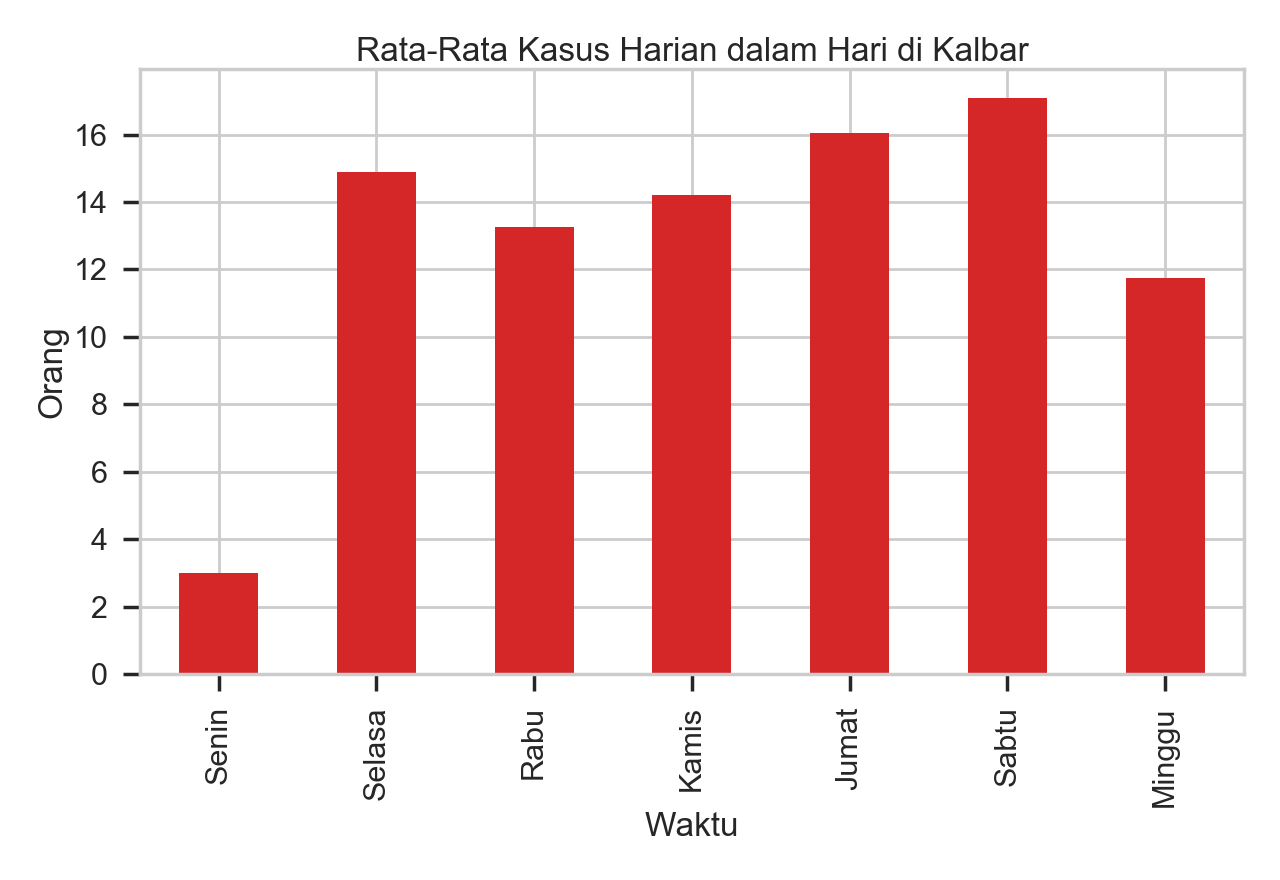 Rata-Rata Kasus Harian dalam Hari di Kalbar
Orang
16
14
12
10
8
6
4
2
0
Senin
Selasa
Rabu
Kamis
Jumat
Sabtu
Minggu
Waktu